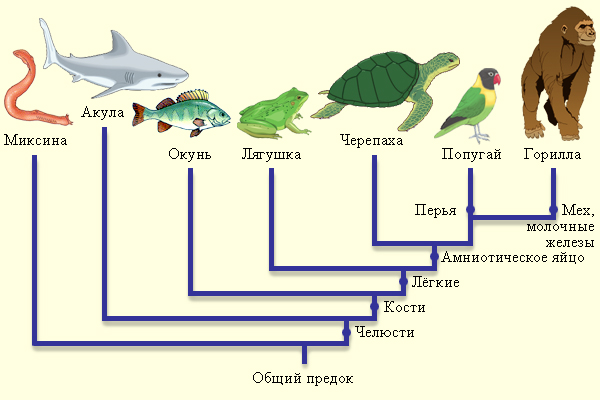 Акула
Миксина
Окунь
Лягушка
Черепаха
Попугай
Горилла
Перья
Мех,
молочные
железы
Амниотическое яйцо
Лёгкие
Кости
Челюсти
Общий предок